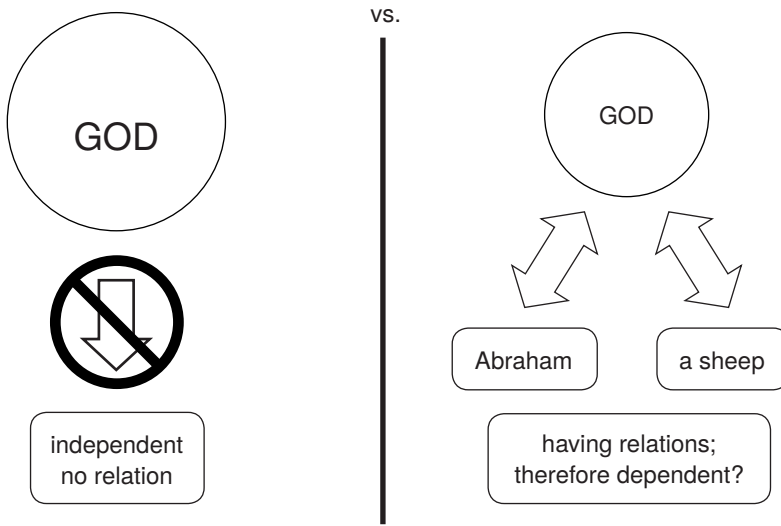 vs.
GOD
independent
no relation
GOD
Abraham
a sheep
having relations;
therefore dependent?